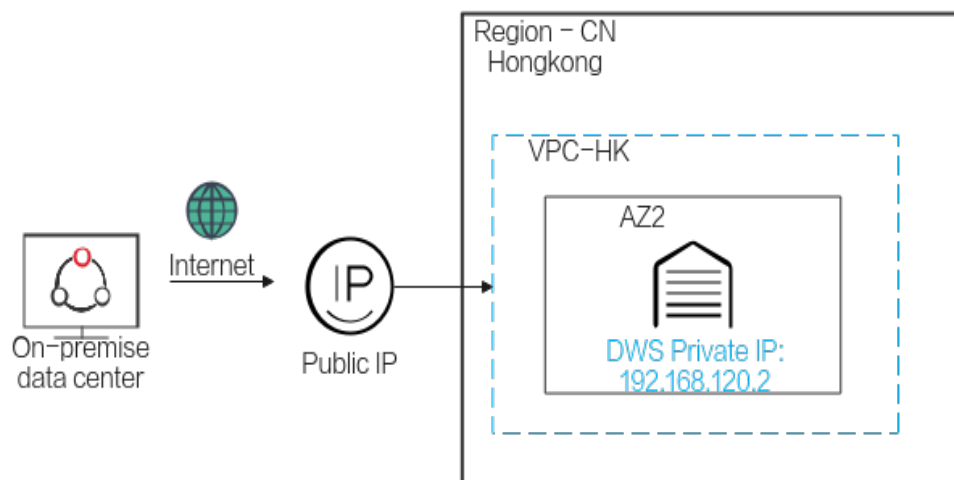 Region - CN
Hongkong
VPC-HK
AZ2
Internet
IP
On-premise
data center
Public IP
DWS Private IP:
192.168.120.2